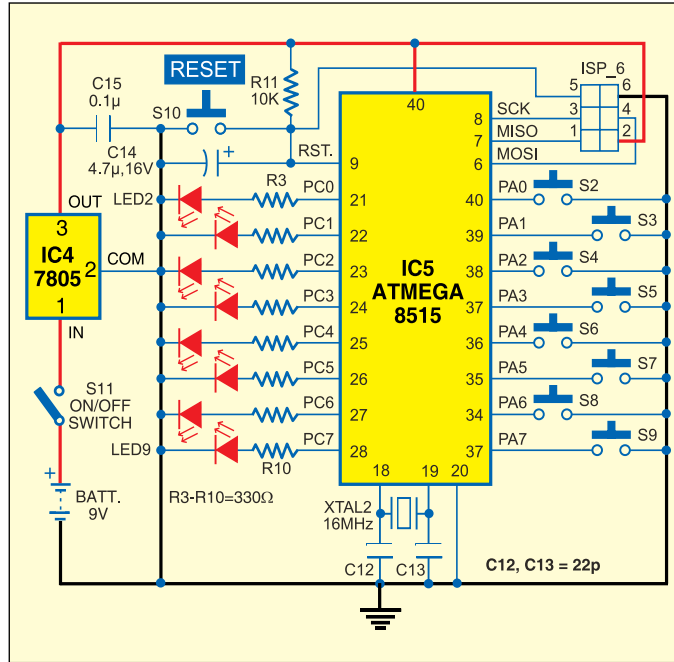 C15
0.1µ
RESET
S10
R11
10K
C14
4.7µ,16V
+
RST.
ISP_6
5
6
3
4
1
2
40
SCK
8
MISO
7
MOSI
6
9
OUT
3
IC4
7805
2
COM
1
IN
S11
ON/OFF
SWITCH
+
BATT.
9V
LED2
R3
PC0
21
PC1
22
PC2
23
PC3
24
PC4
25
PC5
26
PC6
27
PC7
28
LED9
R10
R3-R10=330Ω
IC5
ATMEGA
8515
40
PA0
S2
39
PA1
S3
38
PA2
S4
37
PA3
S5
36
PA4
S6
35
PA5
S7
34
PA6
S8
37
PA7
S9
18
19
20
XTAL2
16MHz
C12
C13
C12, C13 = 22p